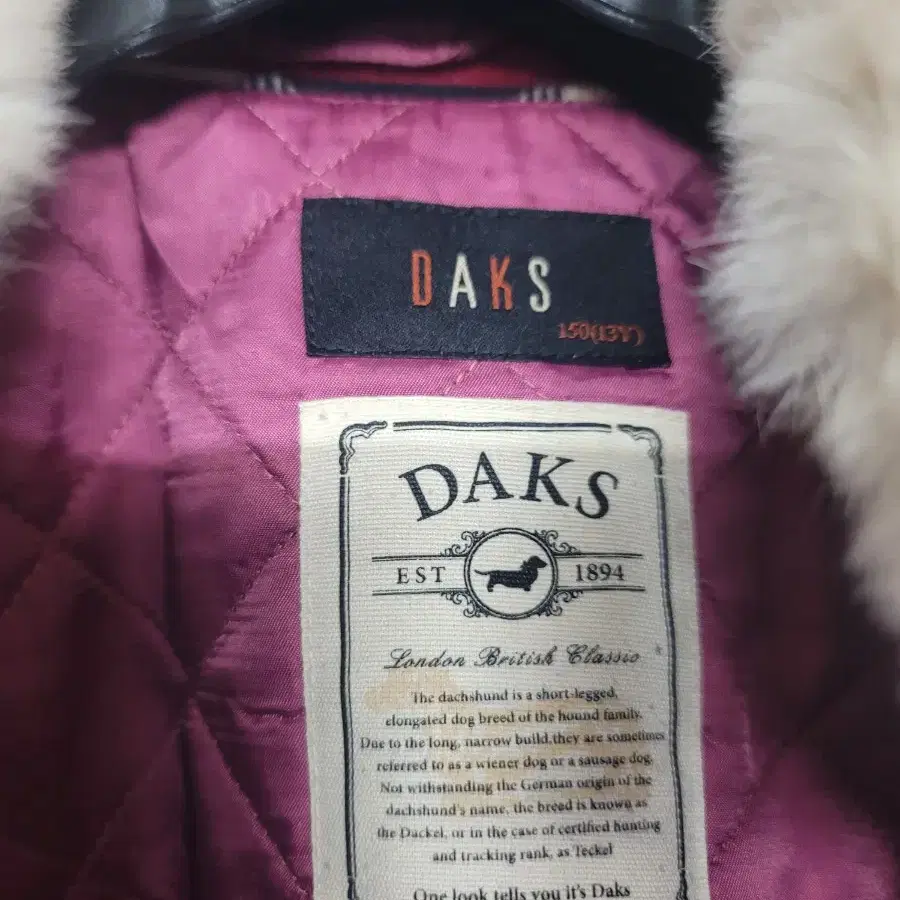 DAKS
150(13Y)
DAKS
EST 1894
London British Classic
The dachshund is a short-legged,
elongated dog breed of the hound family.
Due to the long, narrow build,they are sometimes
referred to as a wiener dog or a sausage dog.
Not withstanding the German origin of the
dachshund's name, the breed is known as
the Dackel, or in the case of certified hunting
and tracking rank, as Teckel
One look tells you it's Daks